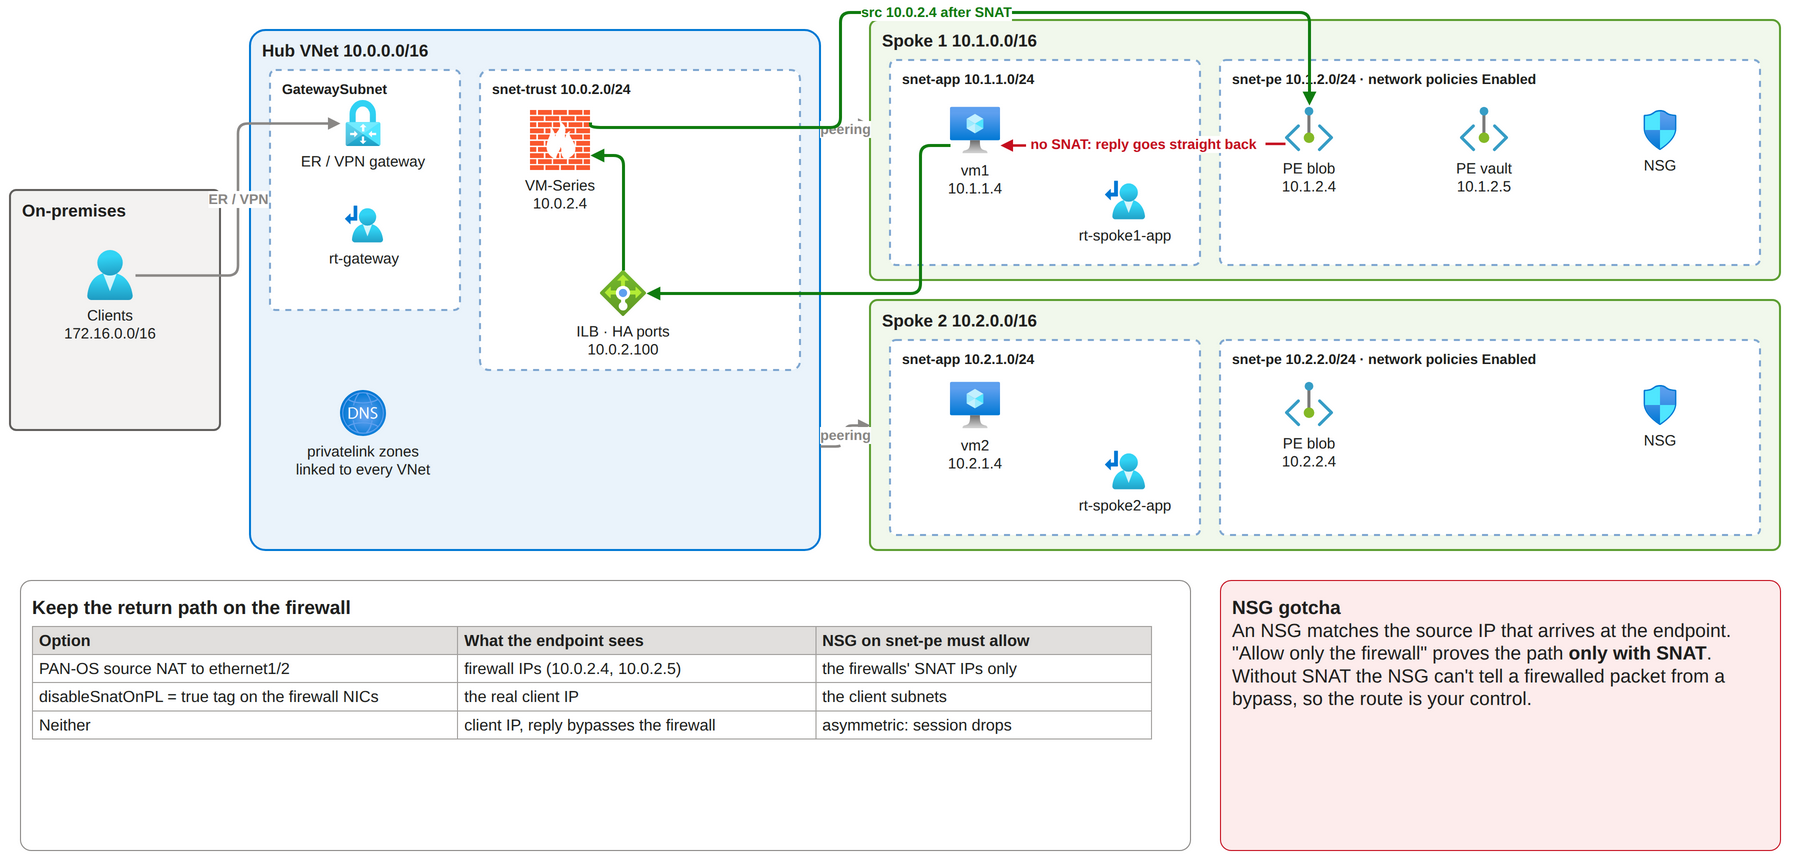 src 10.0.2.4 after SNAT
Hub VNet 10.0.0.0/16
GatewaySubnet
ER / VPN gateway
rt-gateway
snet-trust 10.0.2.0/24
VM-Series
10.0.2.4
ILB · HA ports
10.0.2.100
DNS
privatelink zones
linked to every VNet
On-premises
Clients
172.16.0.0/16
ER / VPN
peering
peering
Spoke 1 10.1.0.0/16
snet-app 10.1.1.0/24
vm1
10.1.1.4
rt-spoke1-app
no SNAT: reply goes straight back
snet-pe 10.1.2.0/24 · network policies Enabled
PE blob
10.1.2.4
PE vault
10.1.2.5
NSG
Spoke 2 10.2.0.0/16
snet-app 10.2.1.0/24
vm2
10.2.1.4
rt-spoke2-app
snet-pe 10.2.2.0/24 · network policies Enabled
PE blob
10.2.2.4
NSG
Keep the return path on the firewall
Option What the endpoint sees NSG on snet-pe must allow
PAN-OS source NAT to ethernet1/2 firewall IPs (10.0.2.4, 10.0.2.5) the firewalls' SNAT IPs only
disableSnatOnPL = true tag on the firewall NICs the real client IP the client subnets
Neither client IP, reply bypasses the firewall asymmetric: session drops
NSG gotcha
An NSG matches the source IP that arrives at the endpoint.
"Allow only the firewall" proves the path only with SNAT.
Without SNAT the NSG can't tell a firewalled packet from a
bypass, so the route is your control.